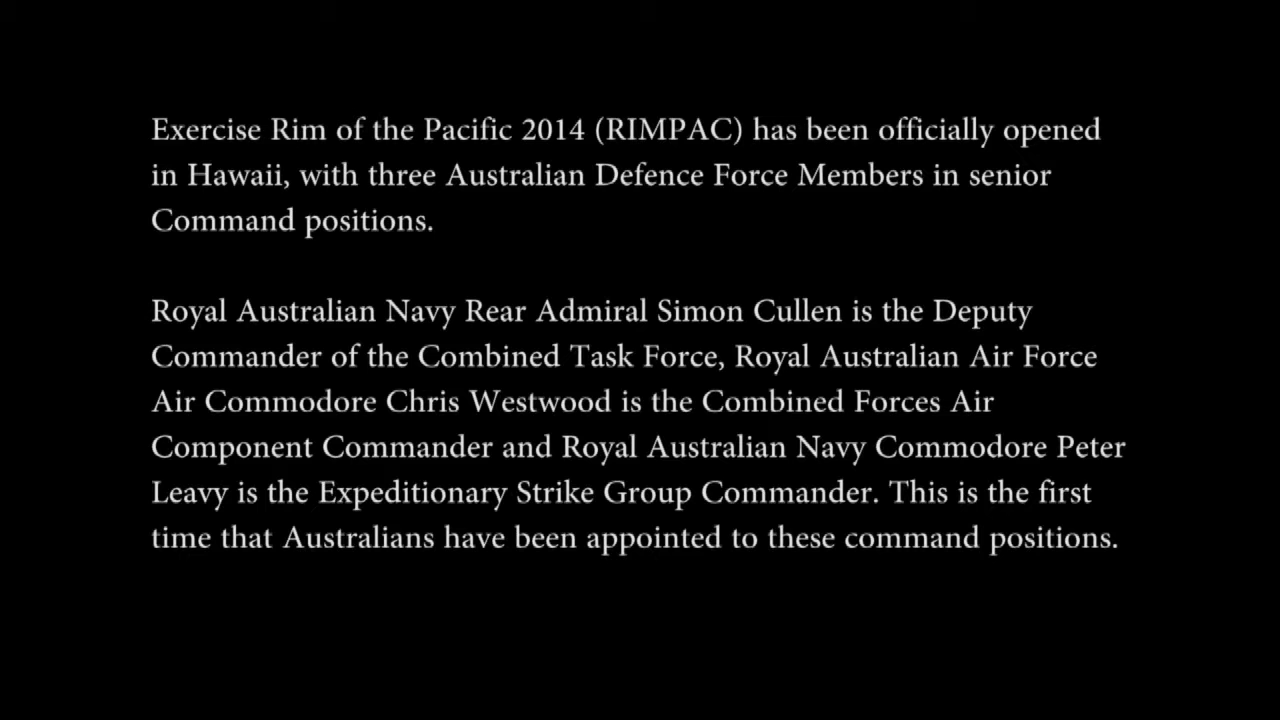 Exercise Rim of the Pacific 2014 (RIMPAC) has been officially opened
in Hawaii, with three Australian Defence Force Members in senior
Command positions.
Royal Australian Navy Rear Admiral Simon Cullen is the Deputy
Commander of the Combined Task Force, Royal Australian Air Force
Air Commodore Chris Westwood is the Combined Forces Air
Component Commander and Royal Australian Navy Commodore Peter
Leavy is the Expeditionary Strike Group Commander. This is the first
time that Australians have been appointed to these command positions.